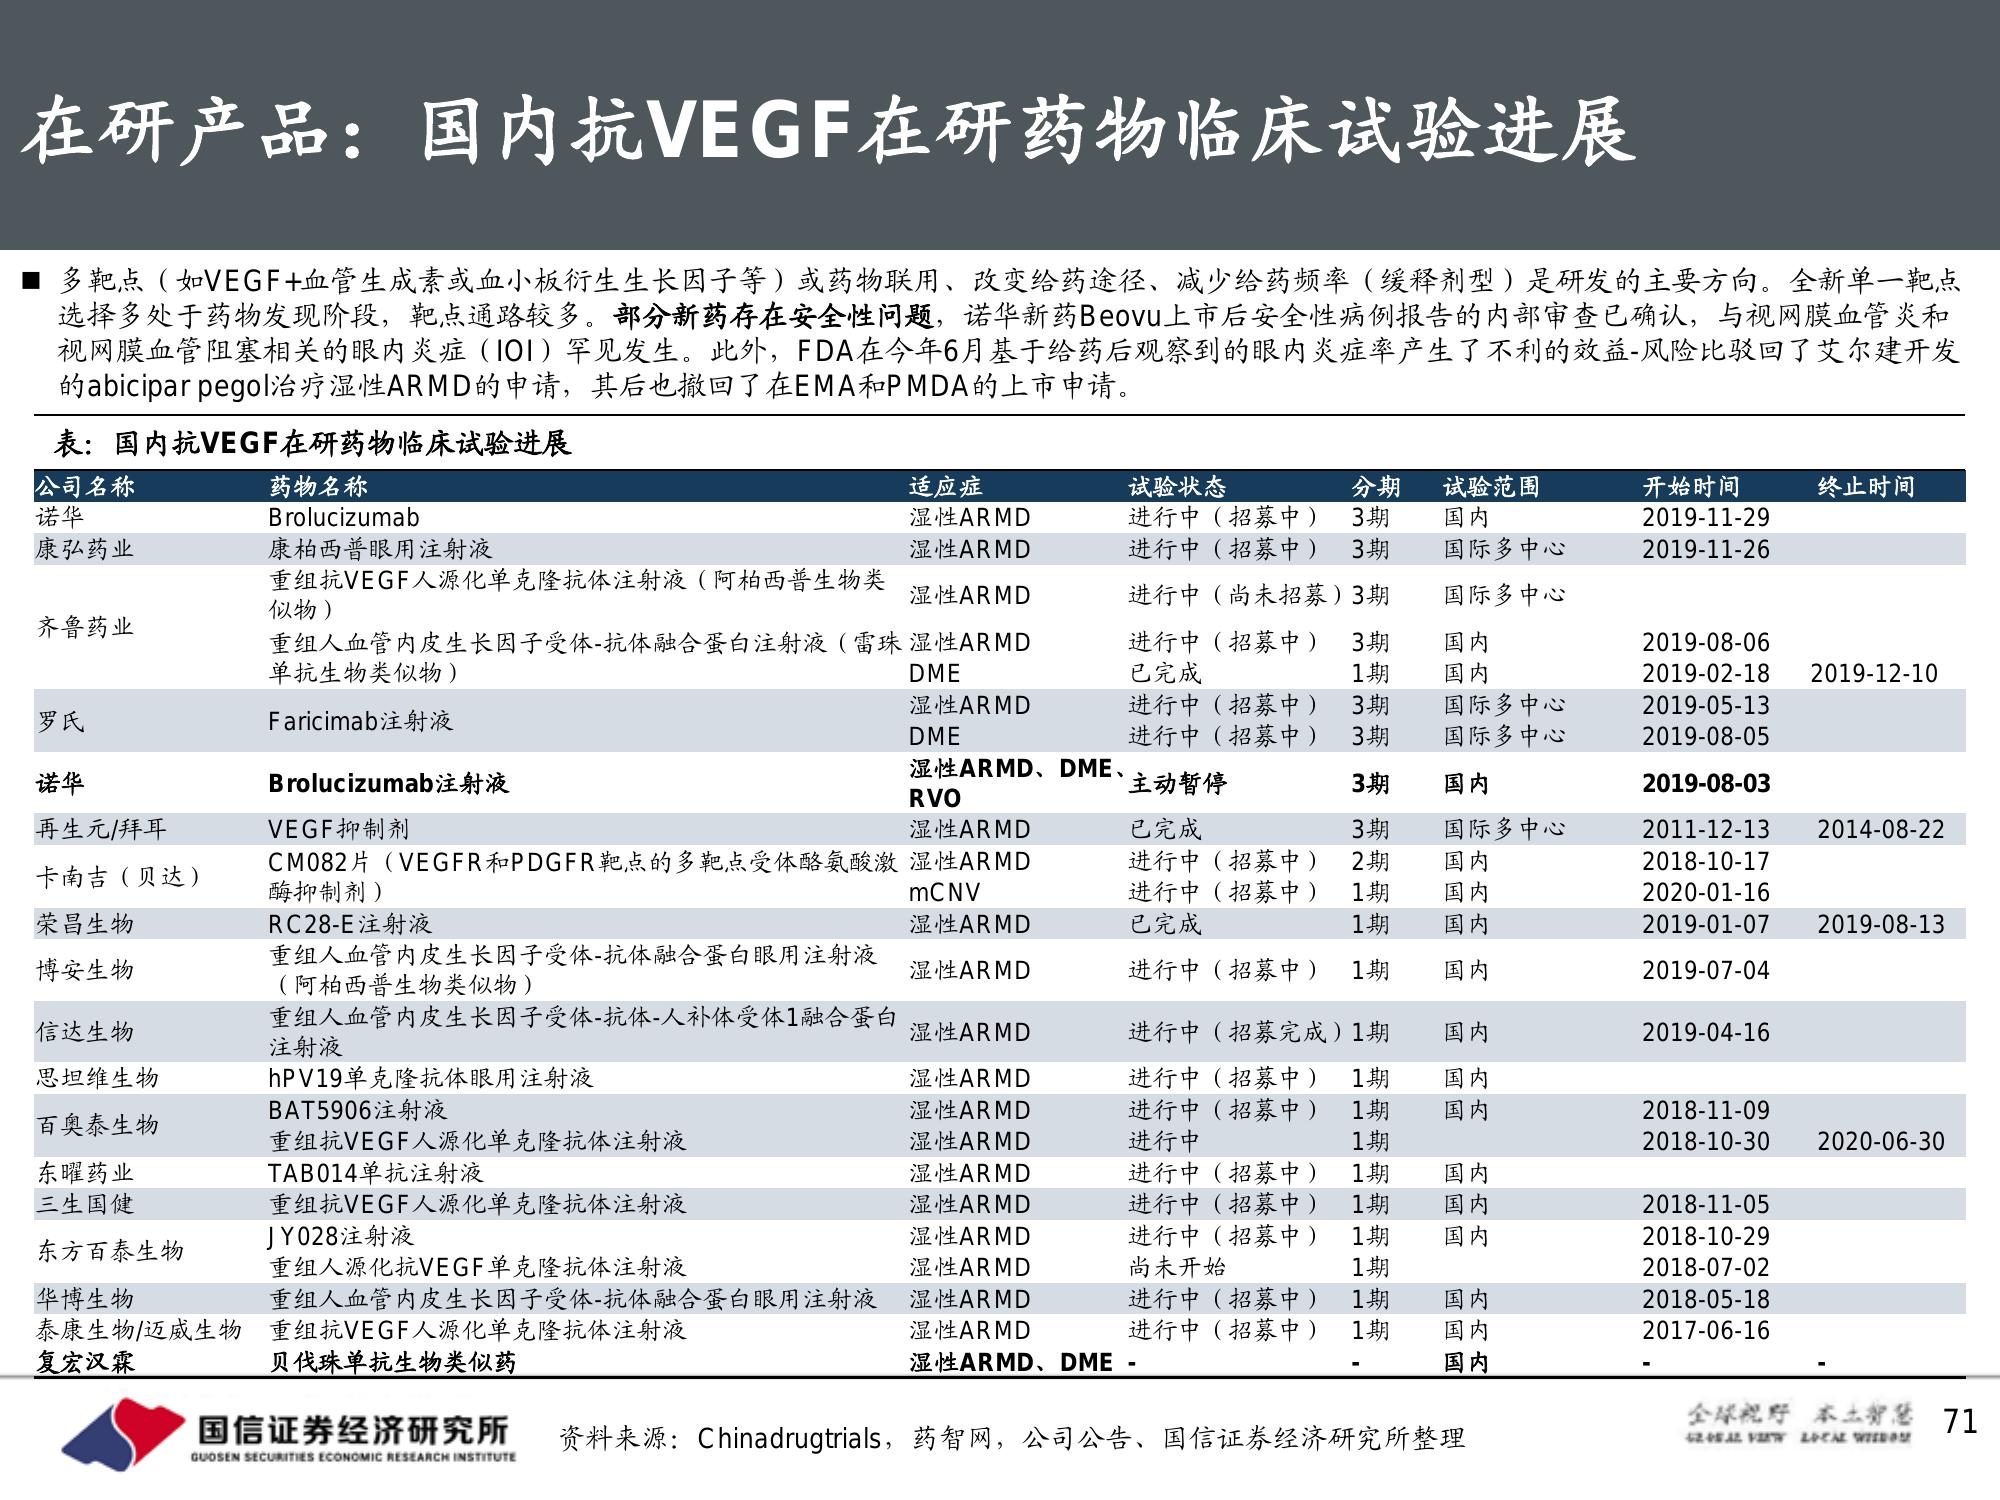 在研产品：国内抗VEGF在研药物临床试验进展
■ 多靶点（如VEGF+血管生成素或血小板衍生生长因子等）或药物联用、改变给药途径、减少给药频率（缓释剂型）是研发的主要方向。全新单一靶点
选择多处于药物发现阶段，靶点通路较多。部分新药存在安全性问题，诺华新药Beovu上市后安全性病例报告的内部审查已确认，与视网膜血管炎和
视网膜血管阻塞相关的眼内炎症（IOI）罕见发生。此外，FDA在今年6月基于给药后观察到的眼内炎症率产生了不利的效益-风险比驳回了艾尔建开发
的abicipar pegol治疗湿性ARMD的申请，其后也撤回了在EMA和PMDA的上市申请。
表：国内抗VEGF在研药物临床试验进展
公司名称 药物名称 适应症 试验状态 分期 试验范围 开始时间 终止时间
诺华 Brolucizumab 湿性ARMD 进行中（招募中） 3期 国内 2019-11-29
康弘药业 康柏西普眼用注射液 湿性ARMD 进行中（招募中） 3期 国际多中心 2019-11-26
齐鲁药业
重组抗VEGF人源化单克隆抗体注射液（阿柏西普生物类
似物） 湿性ARMD 进行中（尚未招募）3期 国际多中心
重组人血管内皮生长因子受体-抗体融合蛋白注射液（雷珠 湿性ARMD 进行中（招募中） 3期 国内 2019-08-06
单抗生物类似物） DME 已完成 1期 国内 2019-02-18 2019-12-10
罗氏 Faricimab注射液 湿性ARMD 进行中（招募中） 3期 国际多中心 2019-05-13
DME 进行中（招募中） 3期 国际多中心 2019-08-05
诺华 Brolucizumab注射液 湿性ARMD、DME、
RVO 主动暂停 3期 国内 2019-08-03
再生元/拜耳 VEGF抑制剂 湿性ARMD 已完成 3期 国际多中心 2011-12-13 2014-08-22
卡南吉（贝达） CM082片（VEGFR和PDGFR靶点的多靶点受体酪氨酸激 湿性ARMD 进行中（招募中） 2期 国内 2018-10-17
酶抑制剂） mCNV 进行中（招募中） 1期 国内 2020-01-16
荣昌生物 RC28-E注射液 湿性ARMD 已完成 1期 国内 2019-01-07 2019-08-13
博安生物 重组人血管内皮生长因子受体-抗体融合蛋白眼用注射液
（阿柏西普生物类似物） 湿性ARMD 进行中（招募中） 1期 国内 2019-07-04
信达生物 重组人血管内皮生长因子受体-抗体-人补体受体1融合蛋白
注射液 湿性ARMD 进行中（招募完成）1期 国内 2019-04-16
思坦维生物 hPV19单克隆抗体眼用注射液 湿性ARMD 进行中（招募中） 1期 国内
百奥泰生物 BAT5906注射液 湿性ARMD 进行中（招募中） 1期 国内 2018-11-09
重组抗VEGF人源化单克隆抗体注射液 湿性ARMD 进行中 1期 2018-10-30 2020-06-30
东曜药业 TAB014单抗注射液 湿性ARMD 进行中（招募中） 1期 国内
三生国健 重组抗VEGF人源化单克隆抗体注射液 湿性ARMD 进行中（招募中） 1期 国内 2018-11-05
东方百泰生物 JY028注射液 湿性ARMD 进行中（招募中） 1期 国内 2018-10-29
重组人源化抗VEGF单克隆抗体注射液 湿性ARMD 尚未开始 1期 2018-07-02
华博生物 重组人血管内皮生长因子受体-抗体融合蛋白眼用注射液 湿性ARMD 进行中（招募中） 1期 国内 2018-05-18
泰康生物/迈威生物 重组抗VEGF人源化单克隆抗体注射液 湿性ARMD 进行中（招募中） 1期 国内 2017-06-16
复宏汉霖 贝伐珠单抗生物类似药 湿性ARMD、DME - - 国内 - -
国信证券经济研究所
GUOSEN SECURITIES ECONOMIC RESEARCH INSTITUTE
资料来源：Chinadrugtrials，药智网，公司公告、国信证券经济研究所整理
全球视野 本土智慧
GLOBAL VIEW LOCAL WISDOM
71